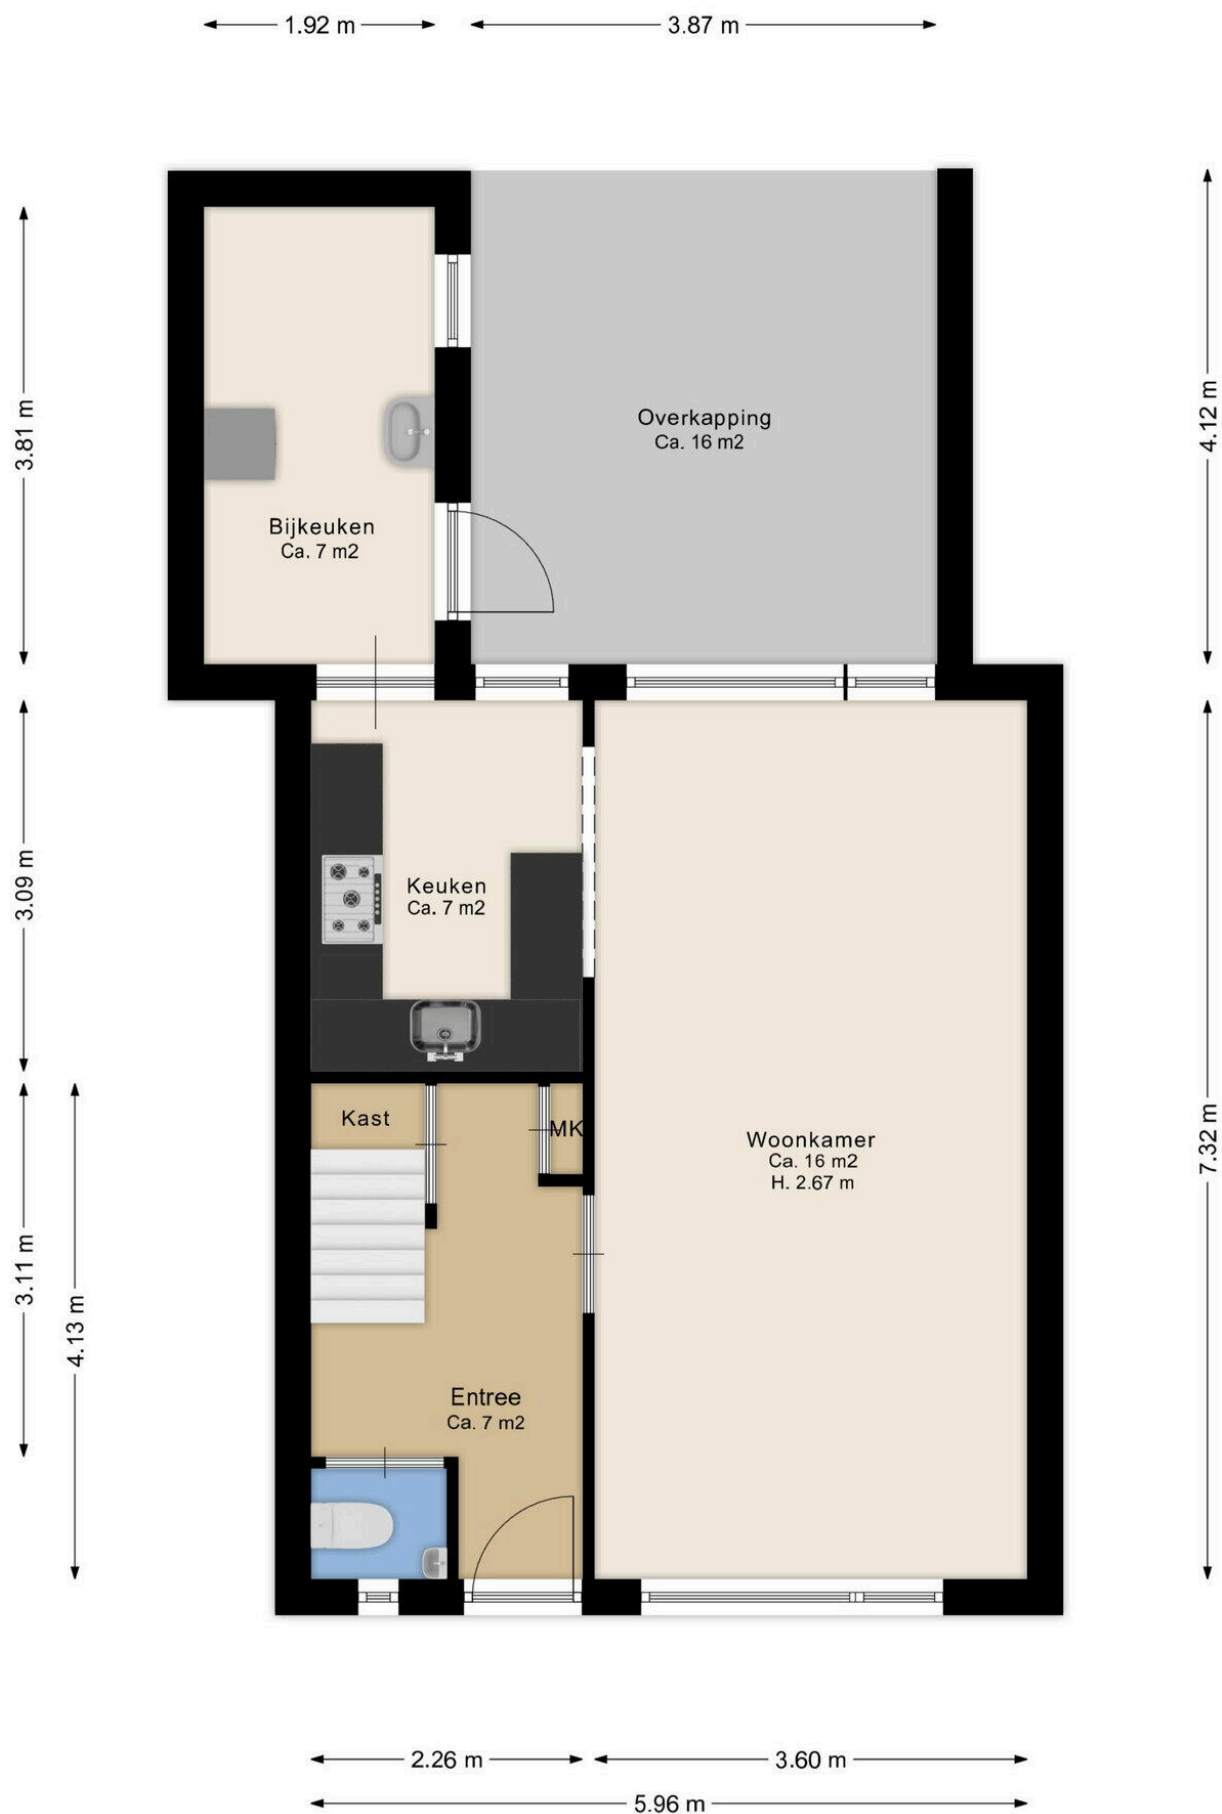 1.92 m
3.87 m
3.81 m
4.12 m
Overkapping
Ca. 16 m2
Bijkeuken
Ca. 7 m2
3.09 m
Keuken
Ca. 7 m2
Kast
MK
Woonkamer
Ca. 16 m2
H. 2.67 m
7.32 m
3.11 m
4.13 m
Entree
Ca. 7 m2
2.26 m
3.60 m
5.96 m